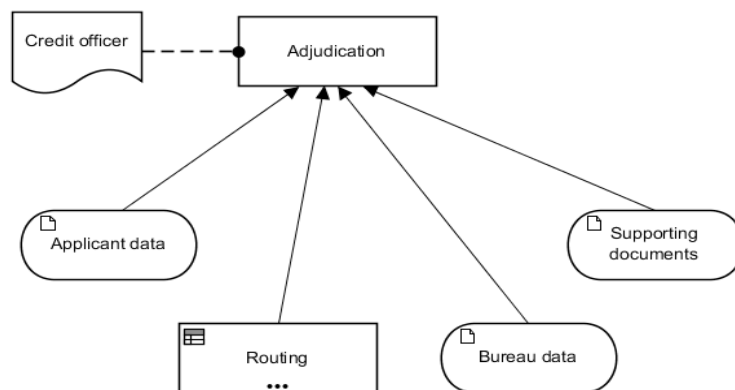 Credit officer
Adjudication
Applicant data
Supporting
documents
Routing
Bureau data